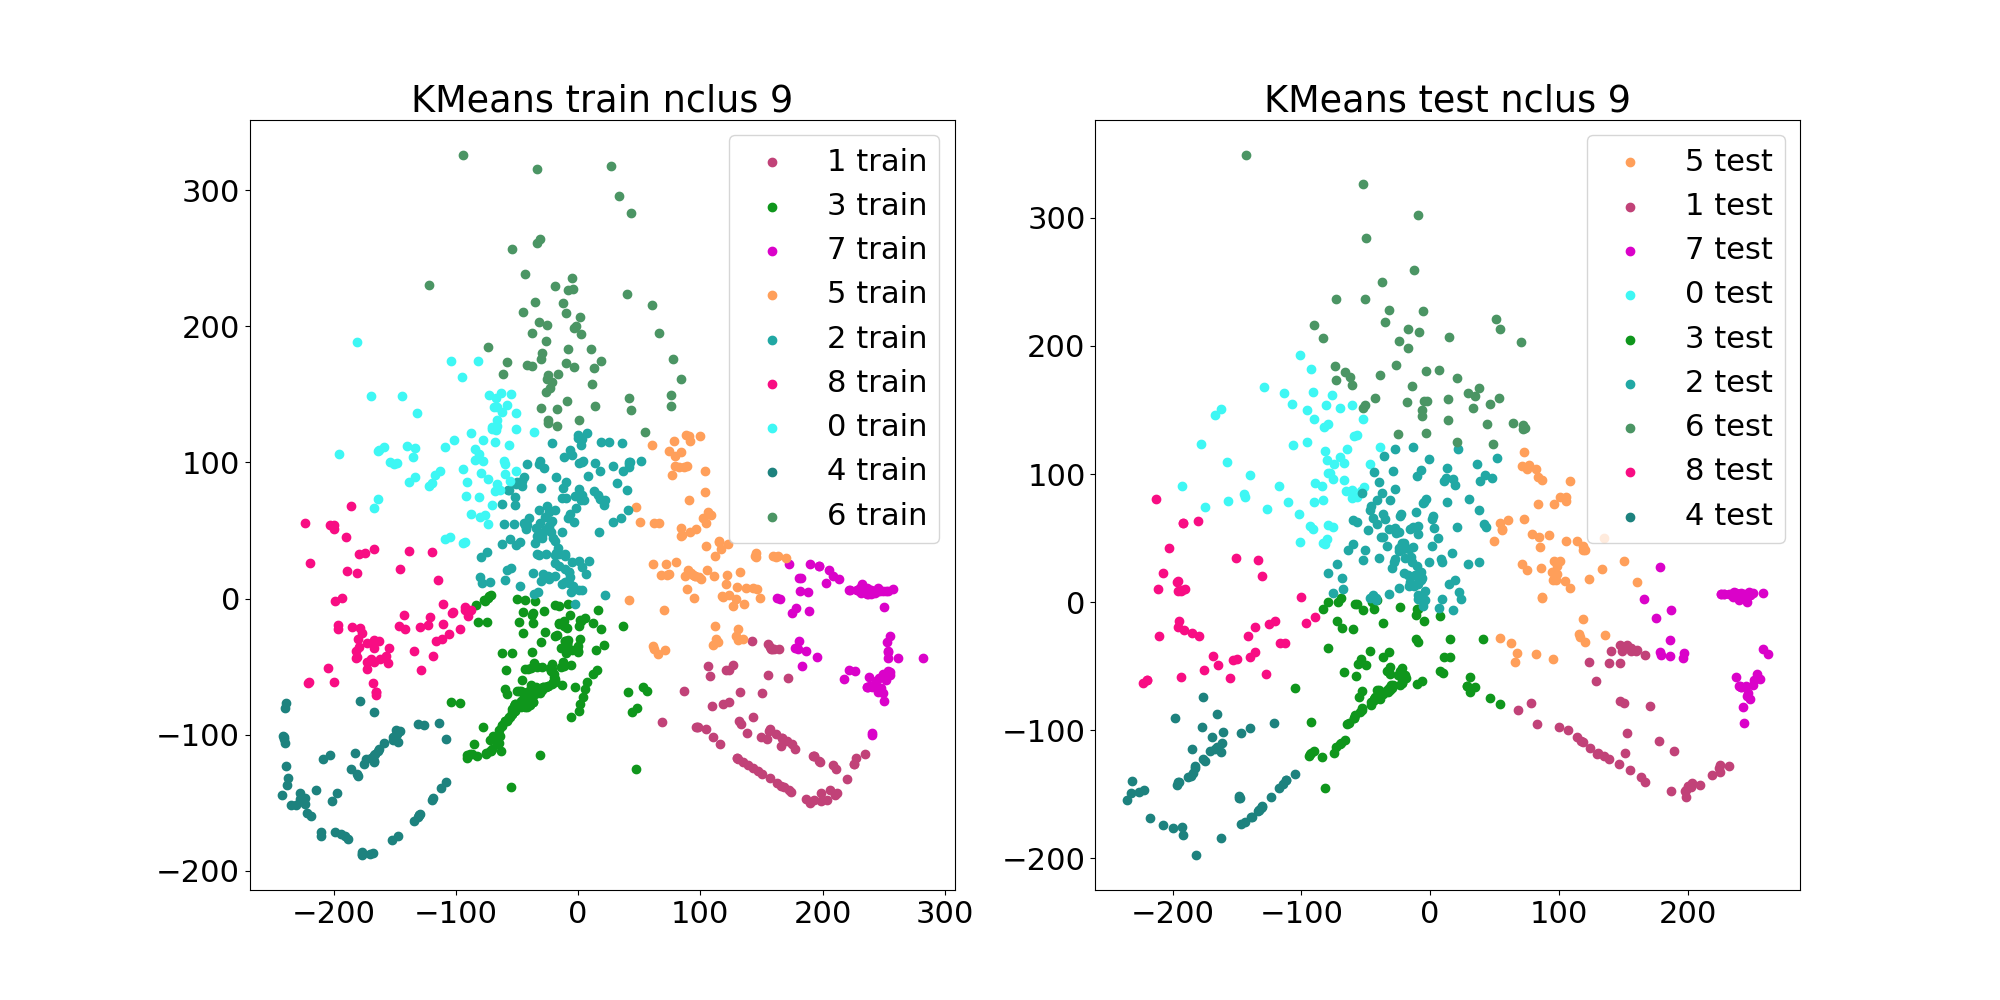 KMeans train nclus 9
300
200
100
0
−100
−200
−200
−100
0
100
200
300
1 train
3 train
7 train
5 train
2 train
8 train
0 train
4 train
6 train
KMeans test nclus 9
300
200
100
0
−100
−200
−200
−100
0
100
200
5 test
1 test
7 test
0 test
3 test
2 test
6 test
8 test
4 test